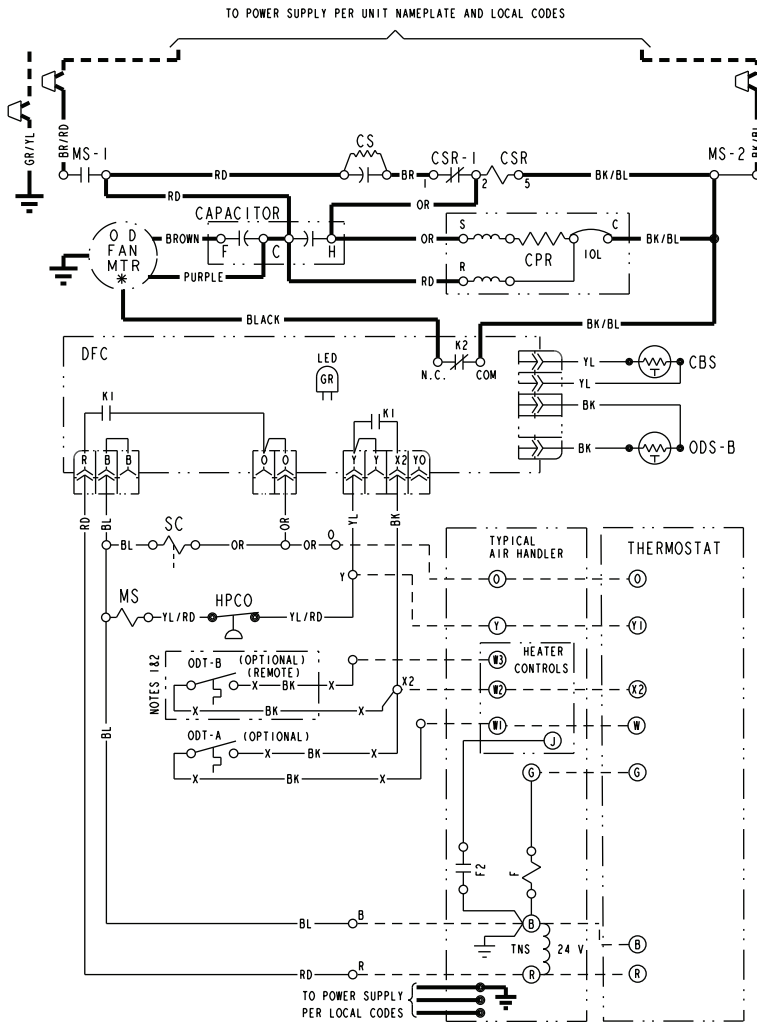 TO POWER SUPPLY PER UNIT NAMEPLATE AND LOCAL CODES
GR/YL
BR/RD
BK/BL
MS-1
RD
CS
BR
CSR-1
1
2
CSR
5
BK/BL
MS-2
RD
OR
CAPACITOR
O D
FAN
MTR
*
BROWN
F
C
H
OR
S
CPR
IOL
C
BK/BL
PURPLE
RD
R
BLACK
BK/BL
DFC
LED
GR
K2
N.C.
COM
YL
CBS
YL
BK
BK
ODS-B
K1
K1
R
B
B
O
O
Y
Y
X2
YO
RD
BL
OR
YL
BK
SC
BL
OR
OR
O
TYPICAL
AIR HANDLER
THERMOSTAT
Y
O
O
MS
YL/RD
HPCO
YL/RD
Y
Y1
NOTES 1&2
ODT-B
(OPTIONAL)
(REMOTE)
X
BK
X
W3
HEATER
CONTROLS
X
BK
X
X2
W2
X2
BL
ODT-A
(OPTIONAL)
W1
W
X
BK
X
J
X
BK
X
G
G
F2
F
BL
B
B
TNS
24 V
B
RD
R
R
R
TO POWER SUPPLY
PER LOCAL CODES